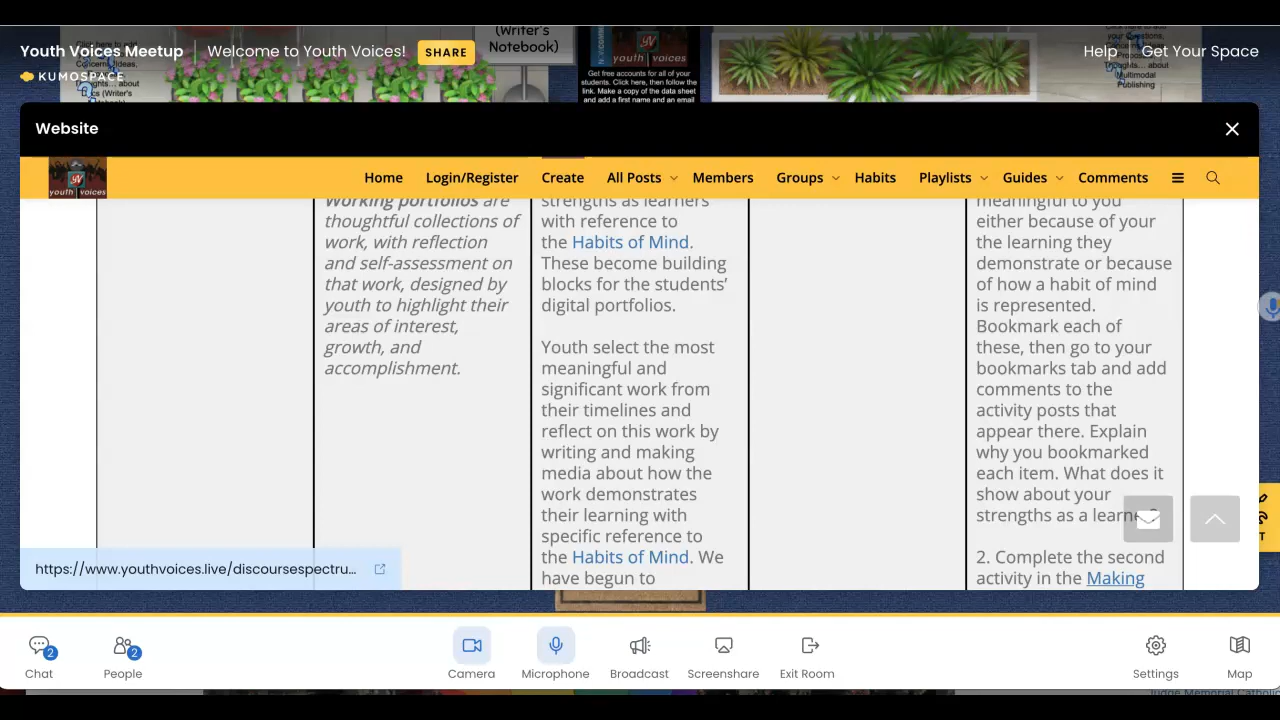 (Writer's
Notebook)
Youth Voices Meetup
Welcome to Youth Voices!
SHARE
Help
Get Your Space
KUMOSPACE
youth voices
Get free accounts for all of your
students. Click here, then follow the
link. Make a copy of the data sheet
and add a first name and an email
your Questions,
Thoughts... about
Multimodal
Publishing
Website
youth voices
Home
Login/Register
Create
All Posts
Members
Groups
Habits
Playlists
Guides
Comments
Working portfolios are
thoughtful collections of
work, with reflection
and self-assessment on
that work, designed by
youth to highlight their
areas of interest,
growth, and
accomplishment.
strengths as learners
with reference to
the Habits of Mind.
These become building
blocks for the students’
digital portfolios.
Youth select the most
meaningful and
significant work from
their timelines and
reflect on this work by
writing and making
media about how the
work demonstrates
their learning with
specific reference to
the Habits of Mind. We
have begun to
meaningful to you
either because of your
the learning they
demonstrate or because
of how a habit of mind
is represented.
Bookmark each of
these, then go to your
bookmarks tab and add
comments to the
activity posts that
appear there. Explain
why you bookmarked
each item. What does it
show about your
strengths as a learner?
2. Complete the second
activity in the Making
https://www.youthvoices.live/discoursespectru...
2
Chat
2
People
Camera
Microphone
Broadcast
Screenshare
Exit Room
Settings
Map
Judge Memorial Catholic